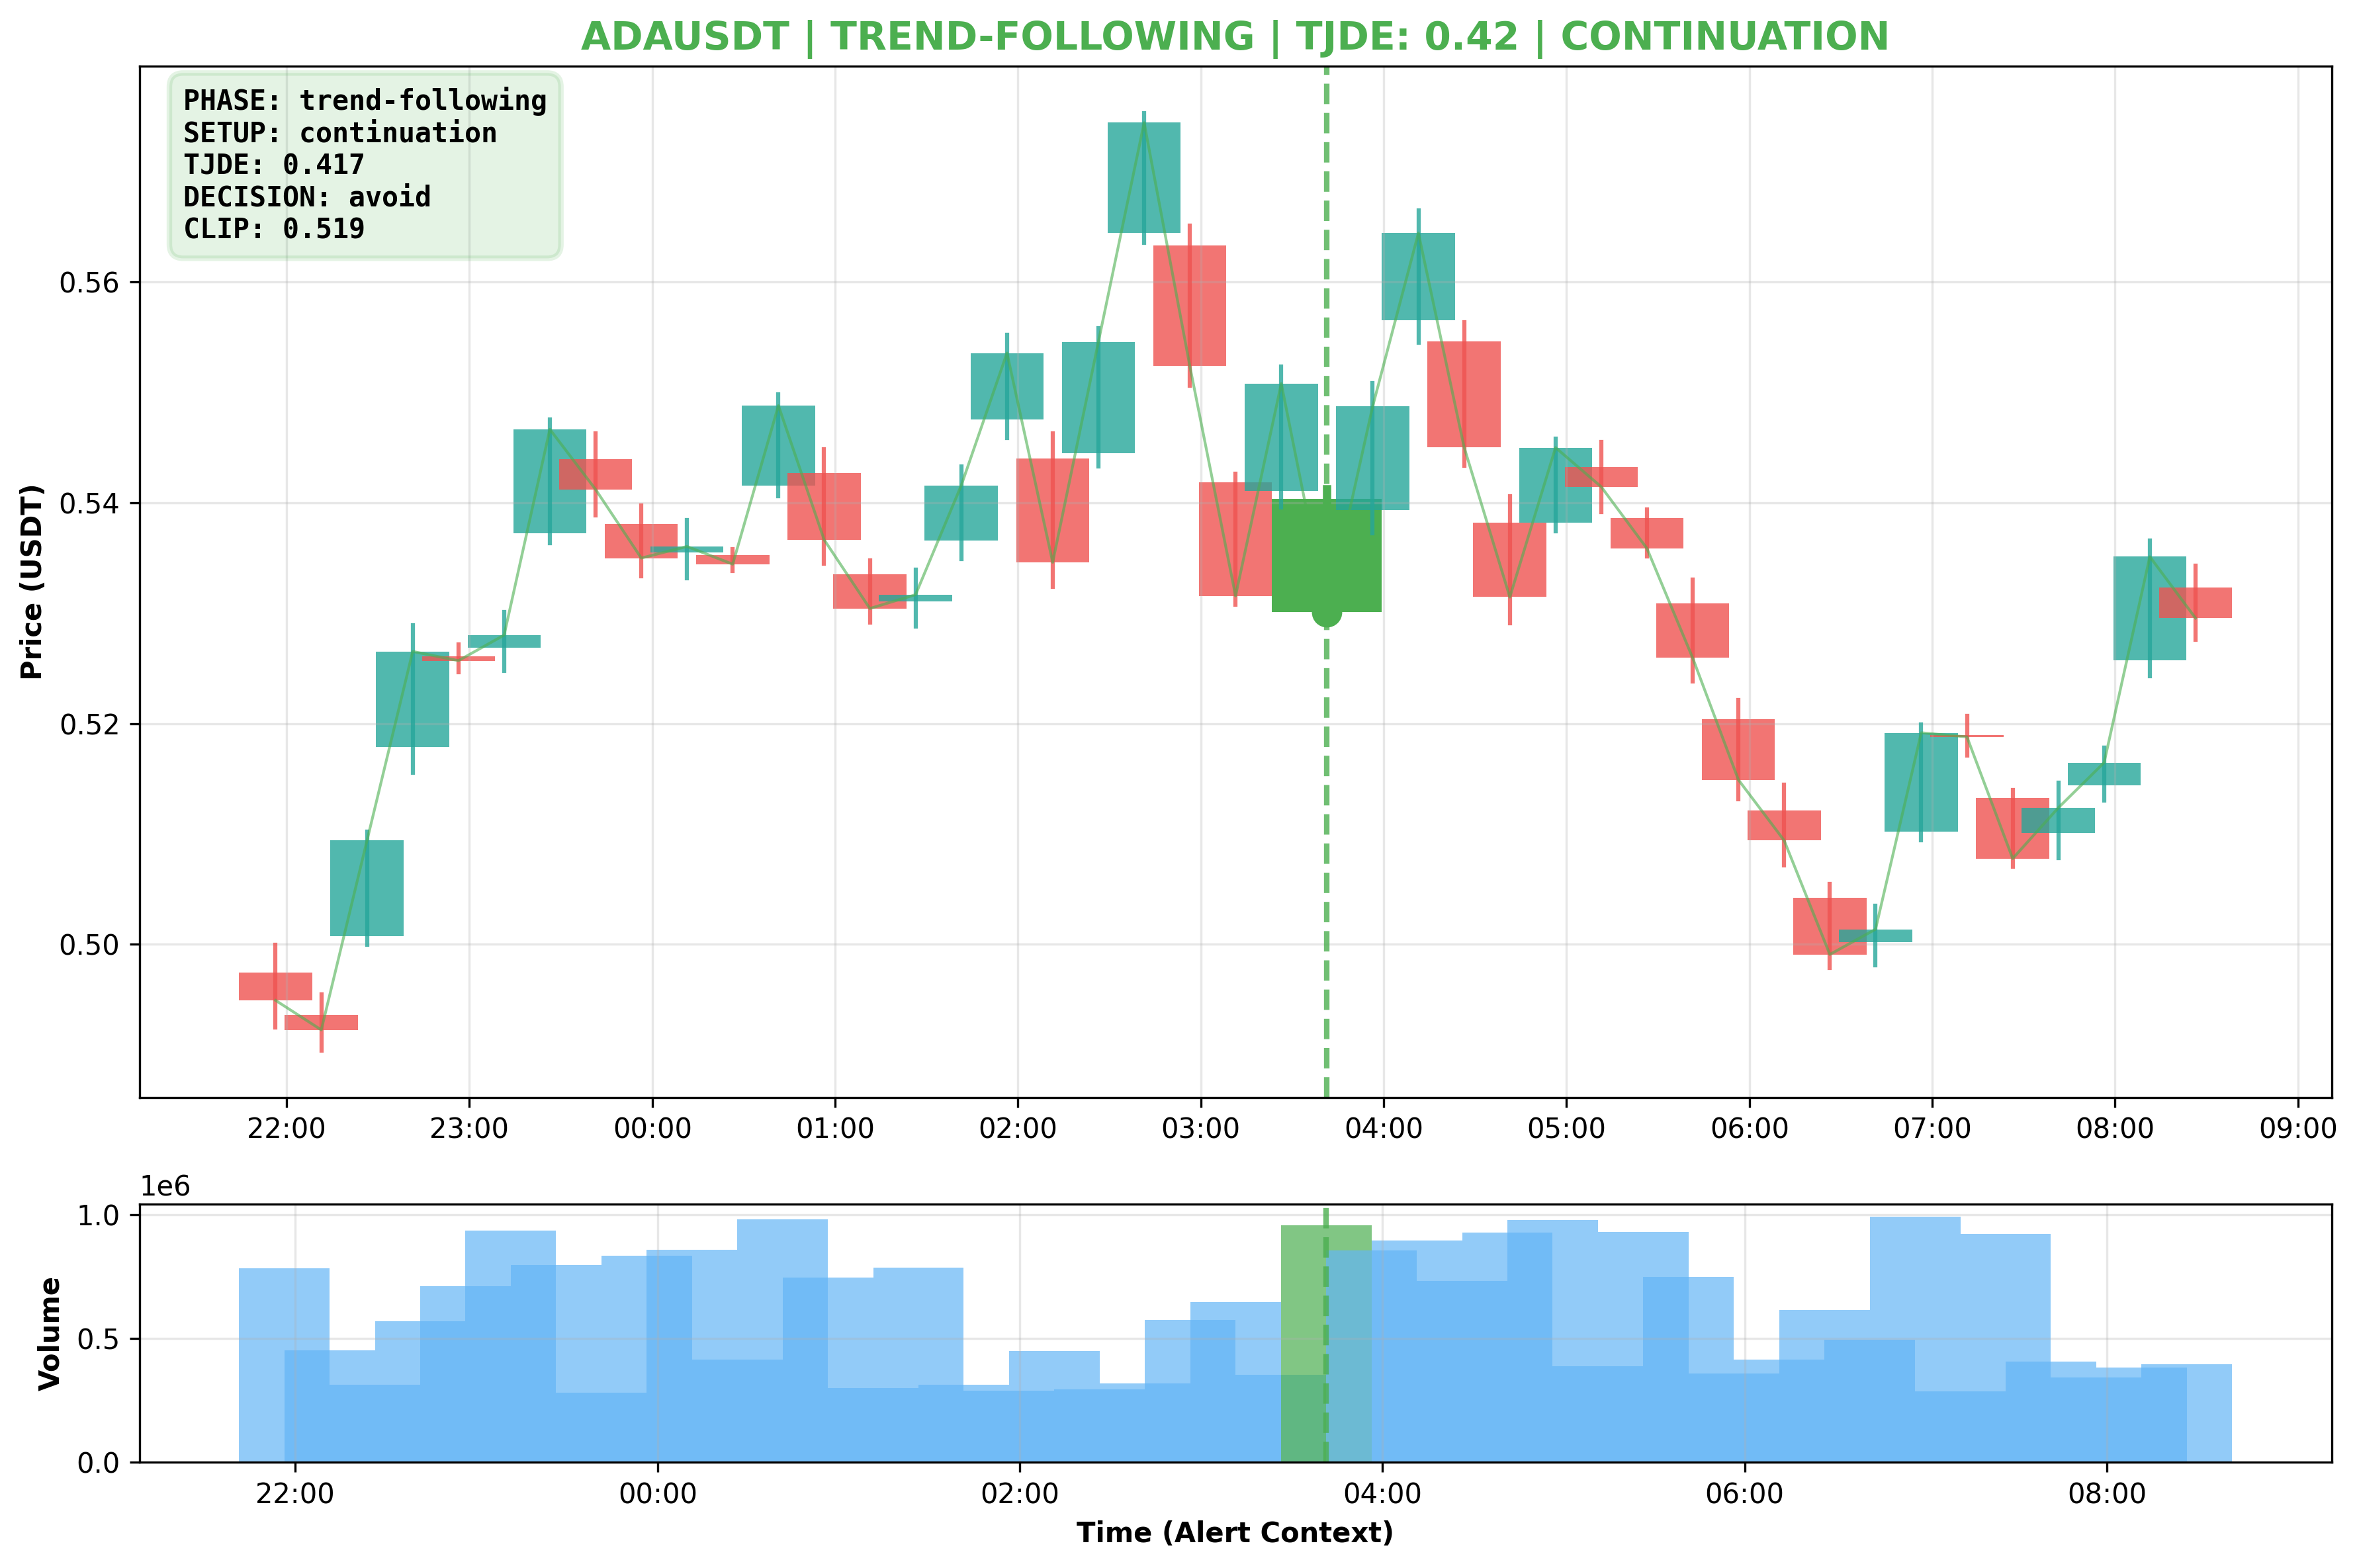 ADAUSDT | TREND-FOLLOWING | TJDE: 0.42 | CONTINUATION
PHASE: trend-following
SETUP: continuation
TJDE: 0.417
DECISION: avoid
CLIP: 0.519
Price (USDT)
0.56
0.54
0.52
0.50
22:00 23:00 00:00 01:00 02:00 03:00 04:00 05:00 06:00 07:00 08:00 09:00
1e6
Volume
1.0
0.5
0.0
22:00 00:00 02:00 04:00 06:00 08:00
Time (Alert Context)